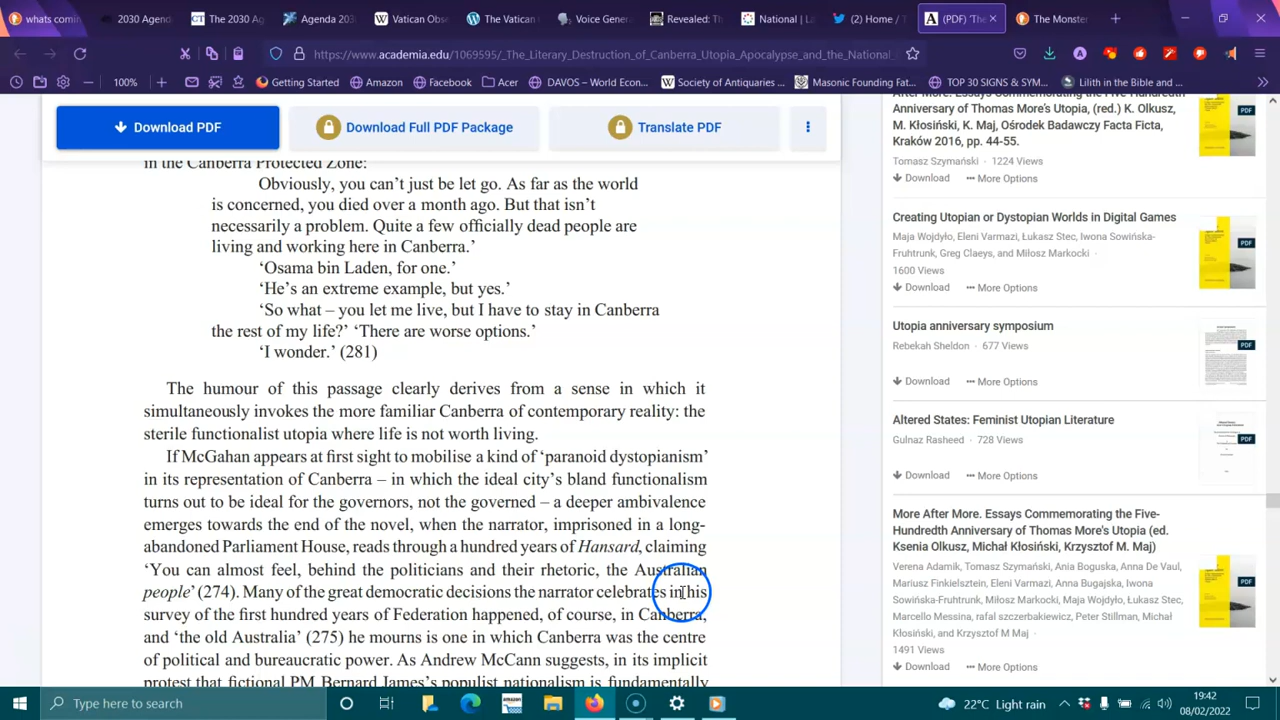 whats comin
The 2030 Age
Agenda 203
Vatican Obse
The Vatican
Voice Gener
Revealed: Th
National | La
(2) Home / T
(PDF) 'The
The Monster
https://www.academia.edu/1069595/_The_Literary_Destruction_of_Canberra_Utopia_Apocalypse_and_the_National
100%
Getting Started
Amazon
Facebook
Acer
DAVOS – World Econ...
Society of Antiquaries ...
Masonic Founding Fat...
TOP 30 SIGNS & SYM...
Lilith in the Bible and ...
Download PDF
Download Full PDF Package
Translate PDF
in the Canberra Protected Zone:
Obviously, you can't just be let go. As far as the world
is concerned, you died over a month ago. But that isn't
necessarily a problem. Quite a few officially dead people are
living and working here in Canberra.'
'Osama bin Laden, for one.'
'He's an extreme example, but yes.'
'So what – you let me live, but I have to stay in Canberra
the rest of my life?' 'There are worse options.'
'I wonder.' (281)
The humour of this passage clearly derives from a sense in which it
simultaneously invokes the more familiar Canberra of contemporary reality: the
sterile functionalist utopia where life is not worth living.
If McGahan appears at first sight to mobilise a kind of 'paranoid dystopianism'
in its representation of Canberra – in which the ideal city's bland functionalism
turns out to be ideal for the governors, not the governed – a deeper ambivalence
emerges towards the end of the novel, when the narrator, imprisoned in a long-
abandoned Parliament House, reads through a hundred years of Hansard, claiming
'You can almost feel, behind the politicians and their rhetoric, the Australian
people' (274). Many of the great democratic decisions the narrator celebrates in his
survey of the first hundred years of Federation happened, of course, in Canberra,
and 'the old Australia' (275) he mourns is one in which Canberra was the centre
of political and bureaucratic power. As Andrew McCann suggests, in its implicit
protest that fictional PM Bernard James's populist nationalism is fundamentally
After More. Essays Commemorating the Five-Hundredth
Anniversary of Thomas More's Utopia, (red.) K. Olkusz,
M. Kłosiński, K. Maj, Ośrodek Badawczy Facta Ficta,
Kraków 2016, pp. 44-55.
Tomasz Szymański · 1224 Views
Download
More Options
PDF
Creating Utopian or Dystopian Worlds in Digital Games
Maja Wojdyło, Eleni Varmazi, Łukasz Stec, Iwona Sowińska-
Fruhtrunk, Greg Claeys, and Miłosz Markocki ·
1600 Views
Download
More Options
PDF
Utopia anniversary symposium
Rebekah Sheldon · 677 Views
Download
More Options
PDF
Altered States: Feminist Utopian Literature
Gulnaz Rasheed · 728 Views
Download
More Options
PDF
More After More. Essays Commemorating the Five-
Hundredth Anniversary of Thomas More's Utopia (ed.
Ksenia Olkusz, Michał Kłosiński, Krzysztof M. Maj)
Verena Adamik, Tomasz Szymański, Ania Boguska, Anna De Vaul,
Mariusz Finkielsztein, Eleni Varmazi, Anna Bugajska, Iwona
Sowińska-Fruhtrunk, Miłosz Markocki, Maja Wojdyło, Łukasz Stec,
Marcello Messina, rafal szczerbakiewicz, Peter Stillman, Michał
Kłosiński, and Krzysztof M Maj ·
1491 Views
Download
More Options
PDF
Type here to search
amazon
22°C Light rain
19:42
08/02/2022